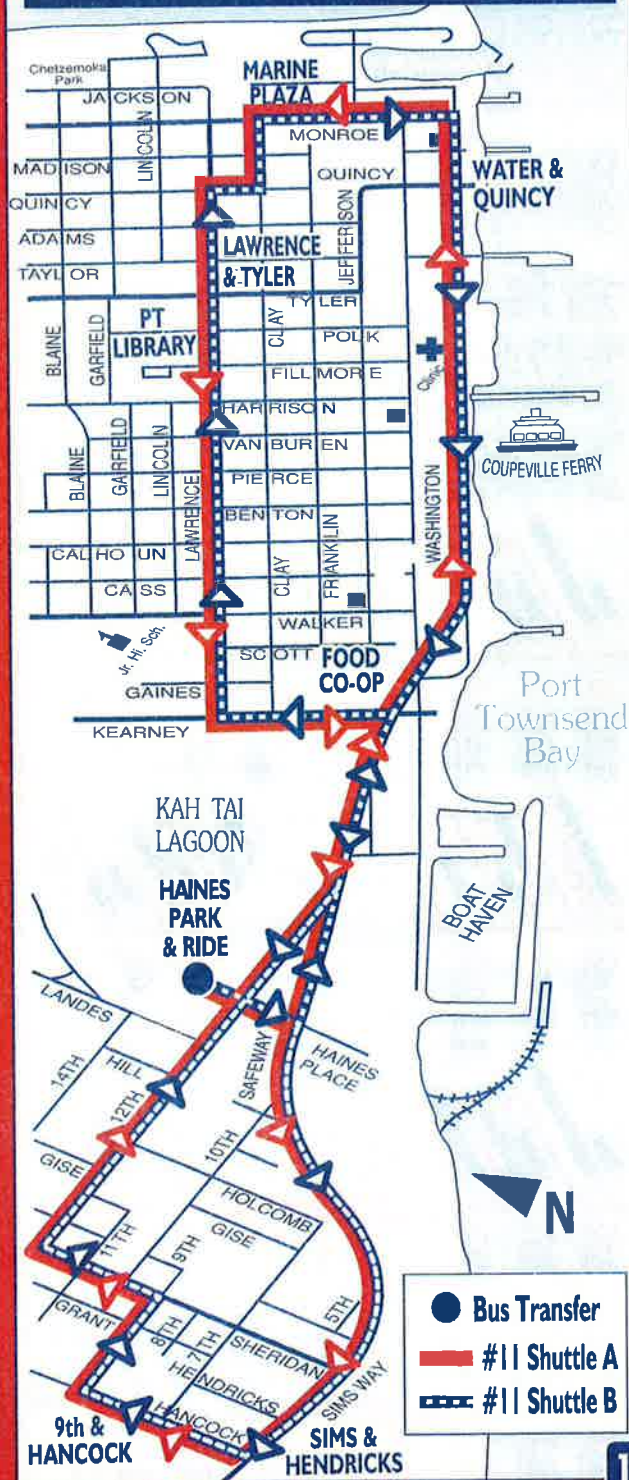 Chetzemoka
Park
JACKSON
MARINE
PLAZA
LINCOLN
MONROE
MADISON
QUINCY
WATER &
QUINCY
QUINCY
ADAMS
LAWRENCE
& TYLER
JEFFERSON
TAYLOR
TYLER
PT
LIBRARY
CLAY
POLK
BLAINE
GARFIELD
FILLMORE
Clinic
HARRISON
VAN BUREN
COUPEVILLE FERRY
BLAINE
GARFIELD
LINCOLN
LAWRENCE
PIERCE
WASHINGTON
BENTON
CALHOUN
CLAY
FRIANKILIN
CASS
WALKER
Jr. Hi. Sch.
SCOTT
FOOD
CO-OP
GAINES
KEARNEY
Port
Townsend
Bay
KAH TAI
LAGOON
HAINES
PARK
& RIDE
BOAT
HAVEN
LANDES
SAFEWAY
HAINES
PLACE
14TH
HILL
12TH
10TH
GISE
HOLCOMB
11TH
GISE
9TH
N
GRANT
8TH
7TH
SHERIDAN
5TH
HENDRICKS
SIMS WAY
HANCOCK
9th &
HANCOCK
SIMS &
HENDRICKS
Bus Transfer
#11 Shuttle A
#11 Shuttle B